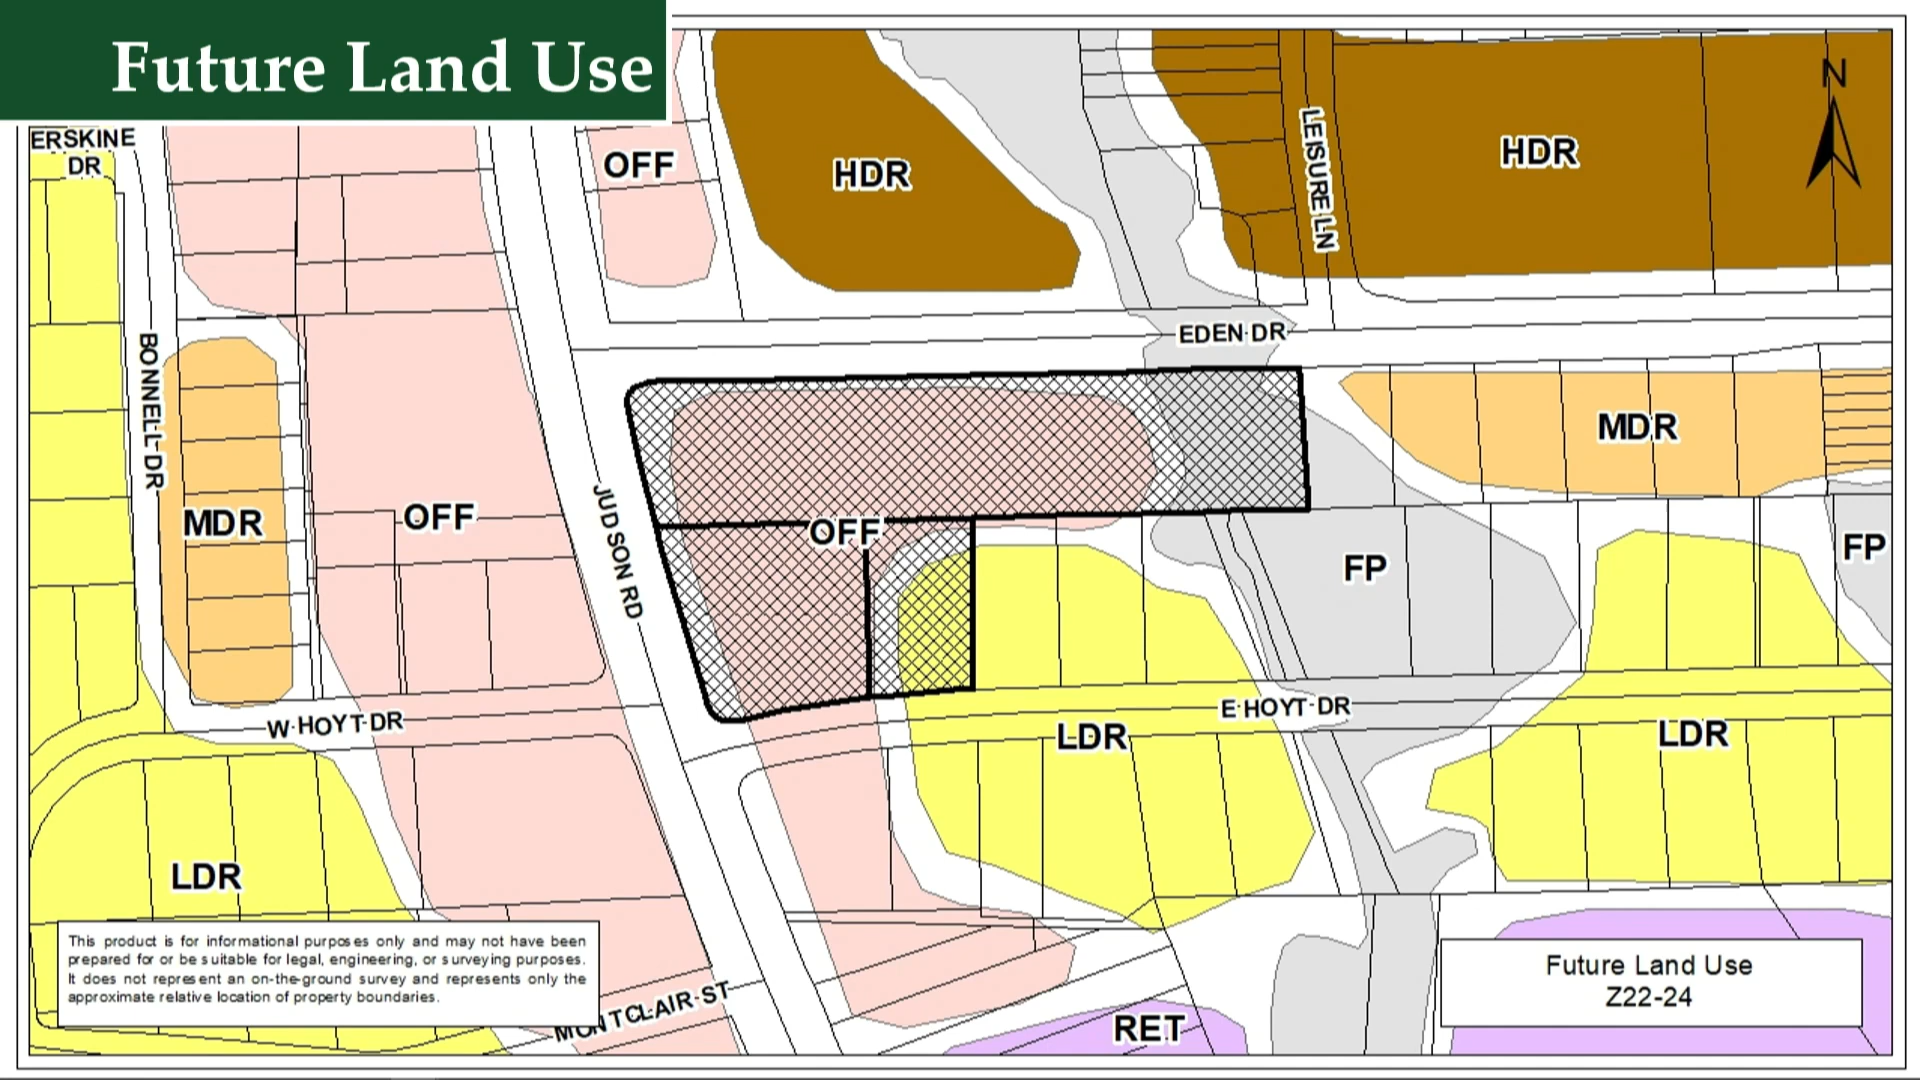 Future Land Use
N
ERSKINE
DR
OFF
HDR
LEISURE LN
HDR
EDEN DR
BONNELL DR
MDR
OFF
JUDSON RD
OFF
MDR
FP
FP
W HOYT DR
E HOYT DR
LDR
LDR
LDR
This product is for informational purposes only and may not have been
prepared for or be suitable for legal, engineering, or surveying purposes.
It does not represent an on-the-ground survey and represents only the
approximate relative location of property boundaries.
MONTCLAIR ST
RET
Future Land Use
Z22-24